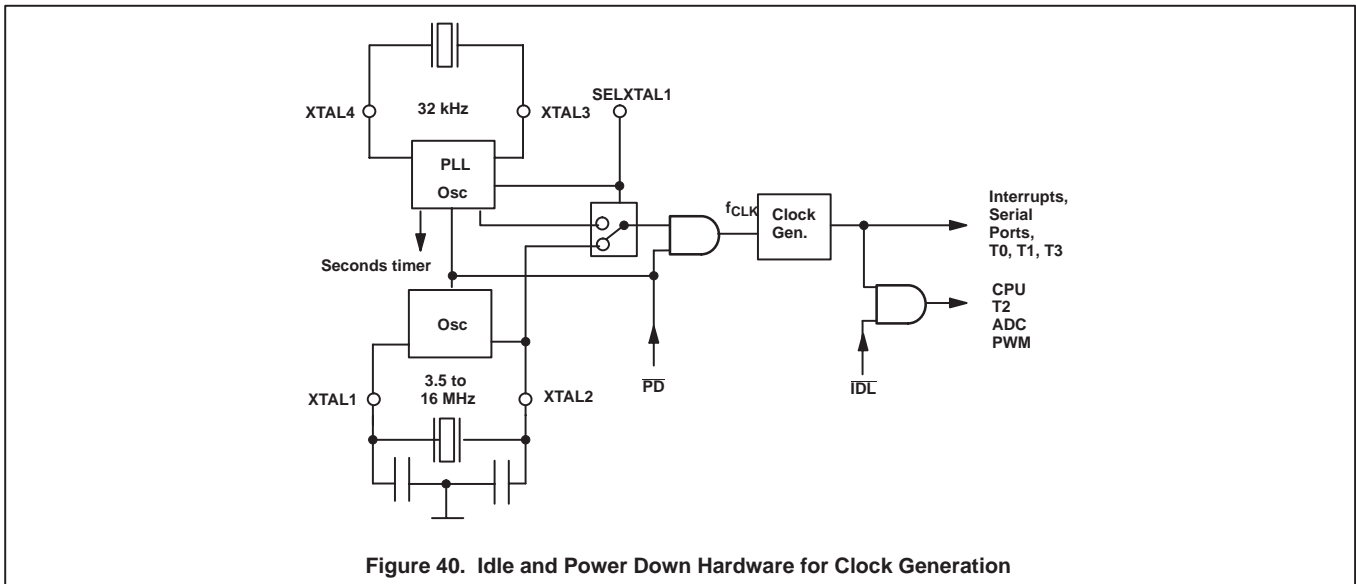 32 kHz
XTAL4
XTAL3
SELXTAL1
PLL
Osc
Seconds timer
fCLK
Clock
Gen.
Interrupts,
Serial
Ports,
T0, T1, T3
CPU
T2
ADC
PWM
Osc
PD
IDL
3.5 to
16 MHz
XTAL1
XTAL2
Figure 40. Idle and Power Down Hardware for Clock Generation